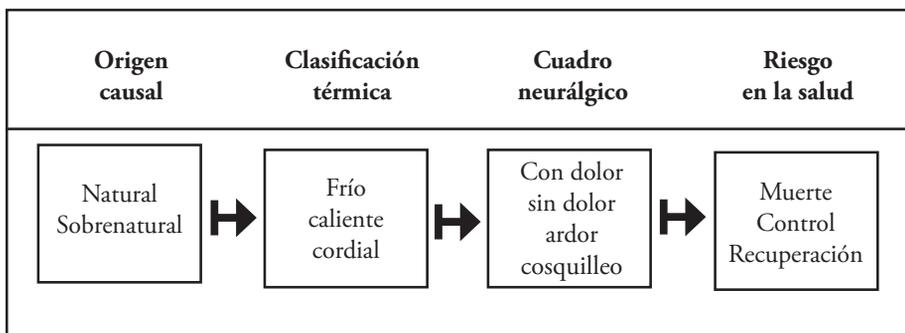 Origen
causal
Clasificación
térmica
Cuadro
neurálgico
Riesgo
en la salud
Natural
Sobrenatural
Frío
caliente
cordial
Con dolor
sin dolor
ardor
cosquilleo
Muerte
Control
Recuperación